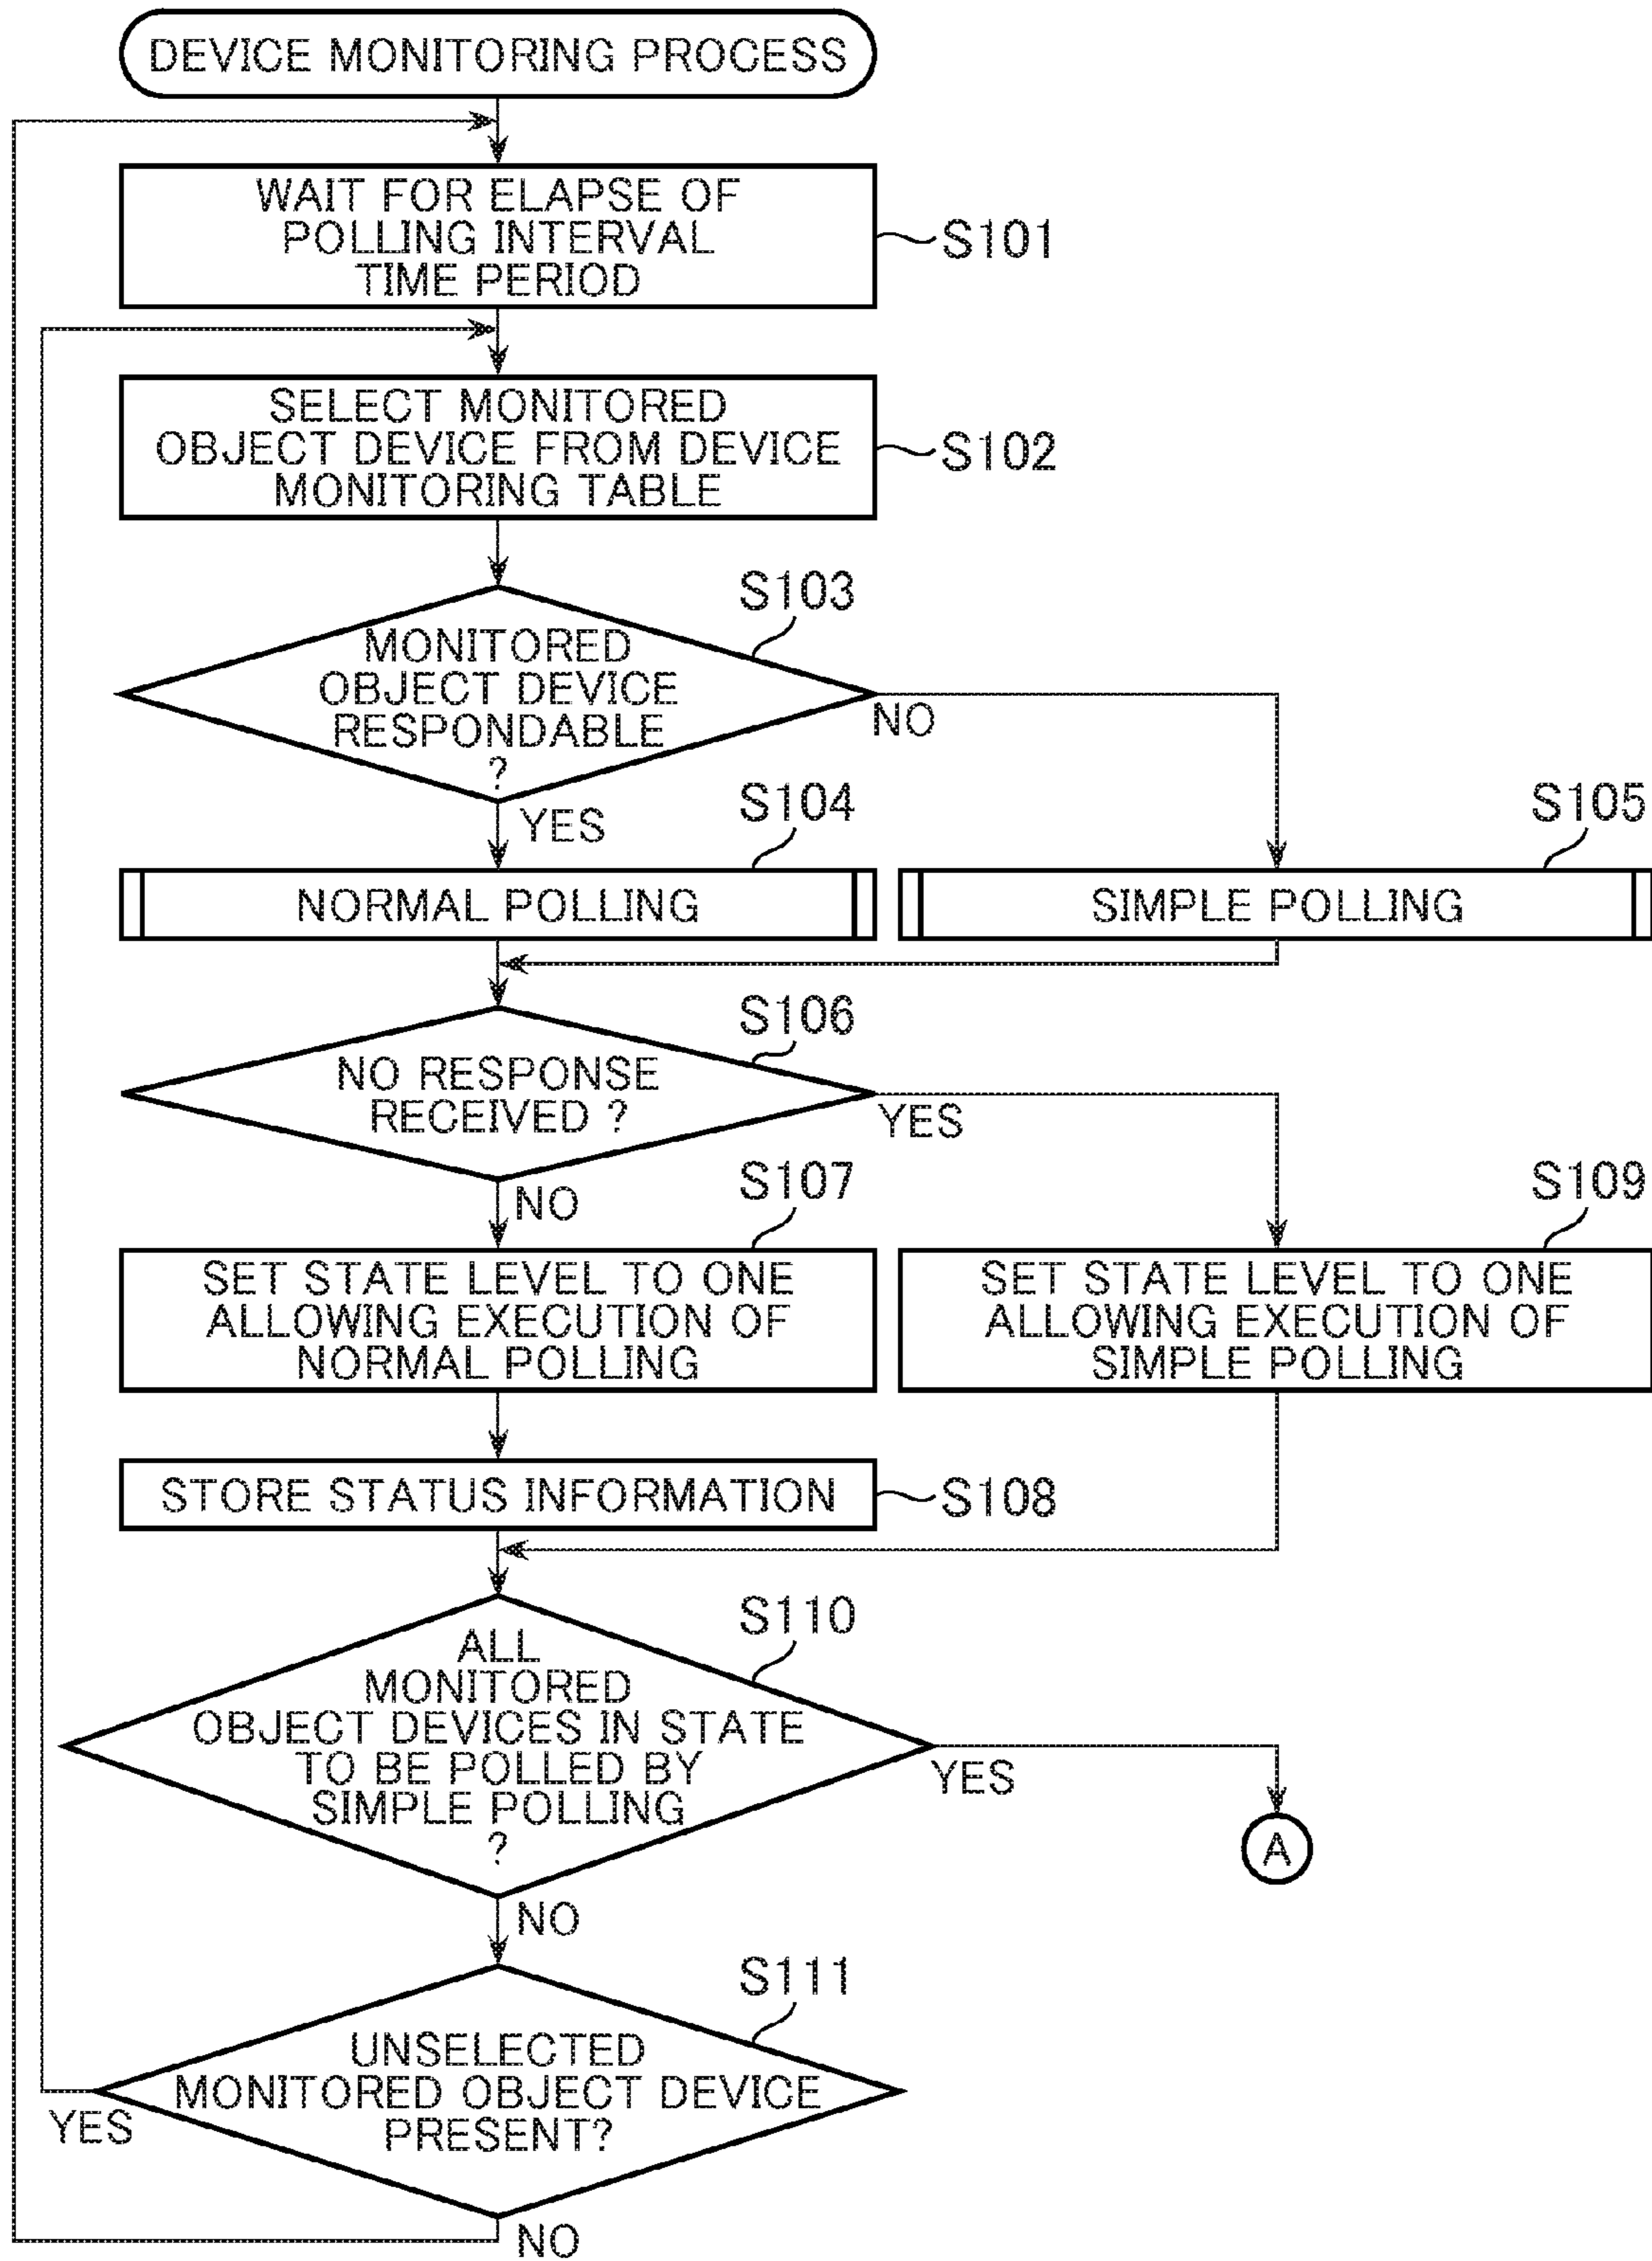 DEVICE MONITORING PROCESS
WAIT FOR ELAPSE OF
POLLING INTERVAL
TIME PERIOD
S101
SELECT MONITORED
OBJECT DEVICE FROM DEVICE
MONITORING TABLE
S102
S103
MONITORED
OBJECT DEVICE
RESPONDABLE
?
NO
YES
S104
S105
NORMAL POLLING
SIMPLE POLLING
S106
NO RESPONSE
RECEIVED ?
YES
NO
S107
S109
SET STATE LEVEL TO ONE
ALLOWING EXECUTION OF
NORMAL POLLING
SET STATE LEVEL TO ONE
ALLOWING EXECUTION OF
SIMPLE POLLING
STORE STATUS INFORMATION
S108
S110
ALL
MONITORED
OBJECT DEVICES IN STATE
TO BE POLLED BY
SIMPLE POLLING
?
YES
A
NO
S111
UNSELECTED
MONITORED OBJECT DEVICE
PRESENT?
YES
NO